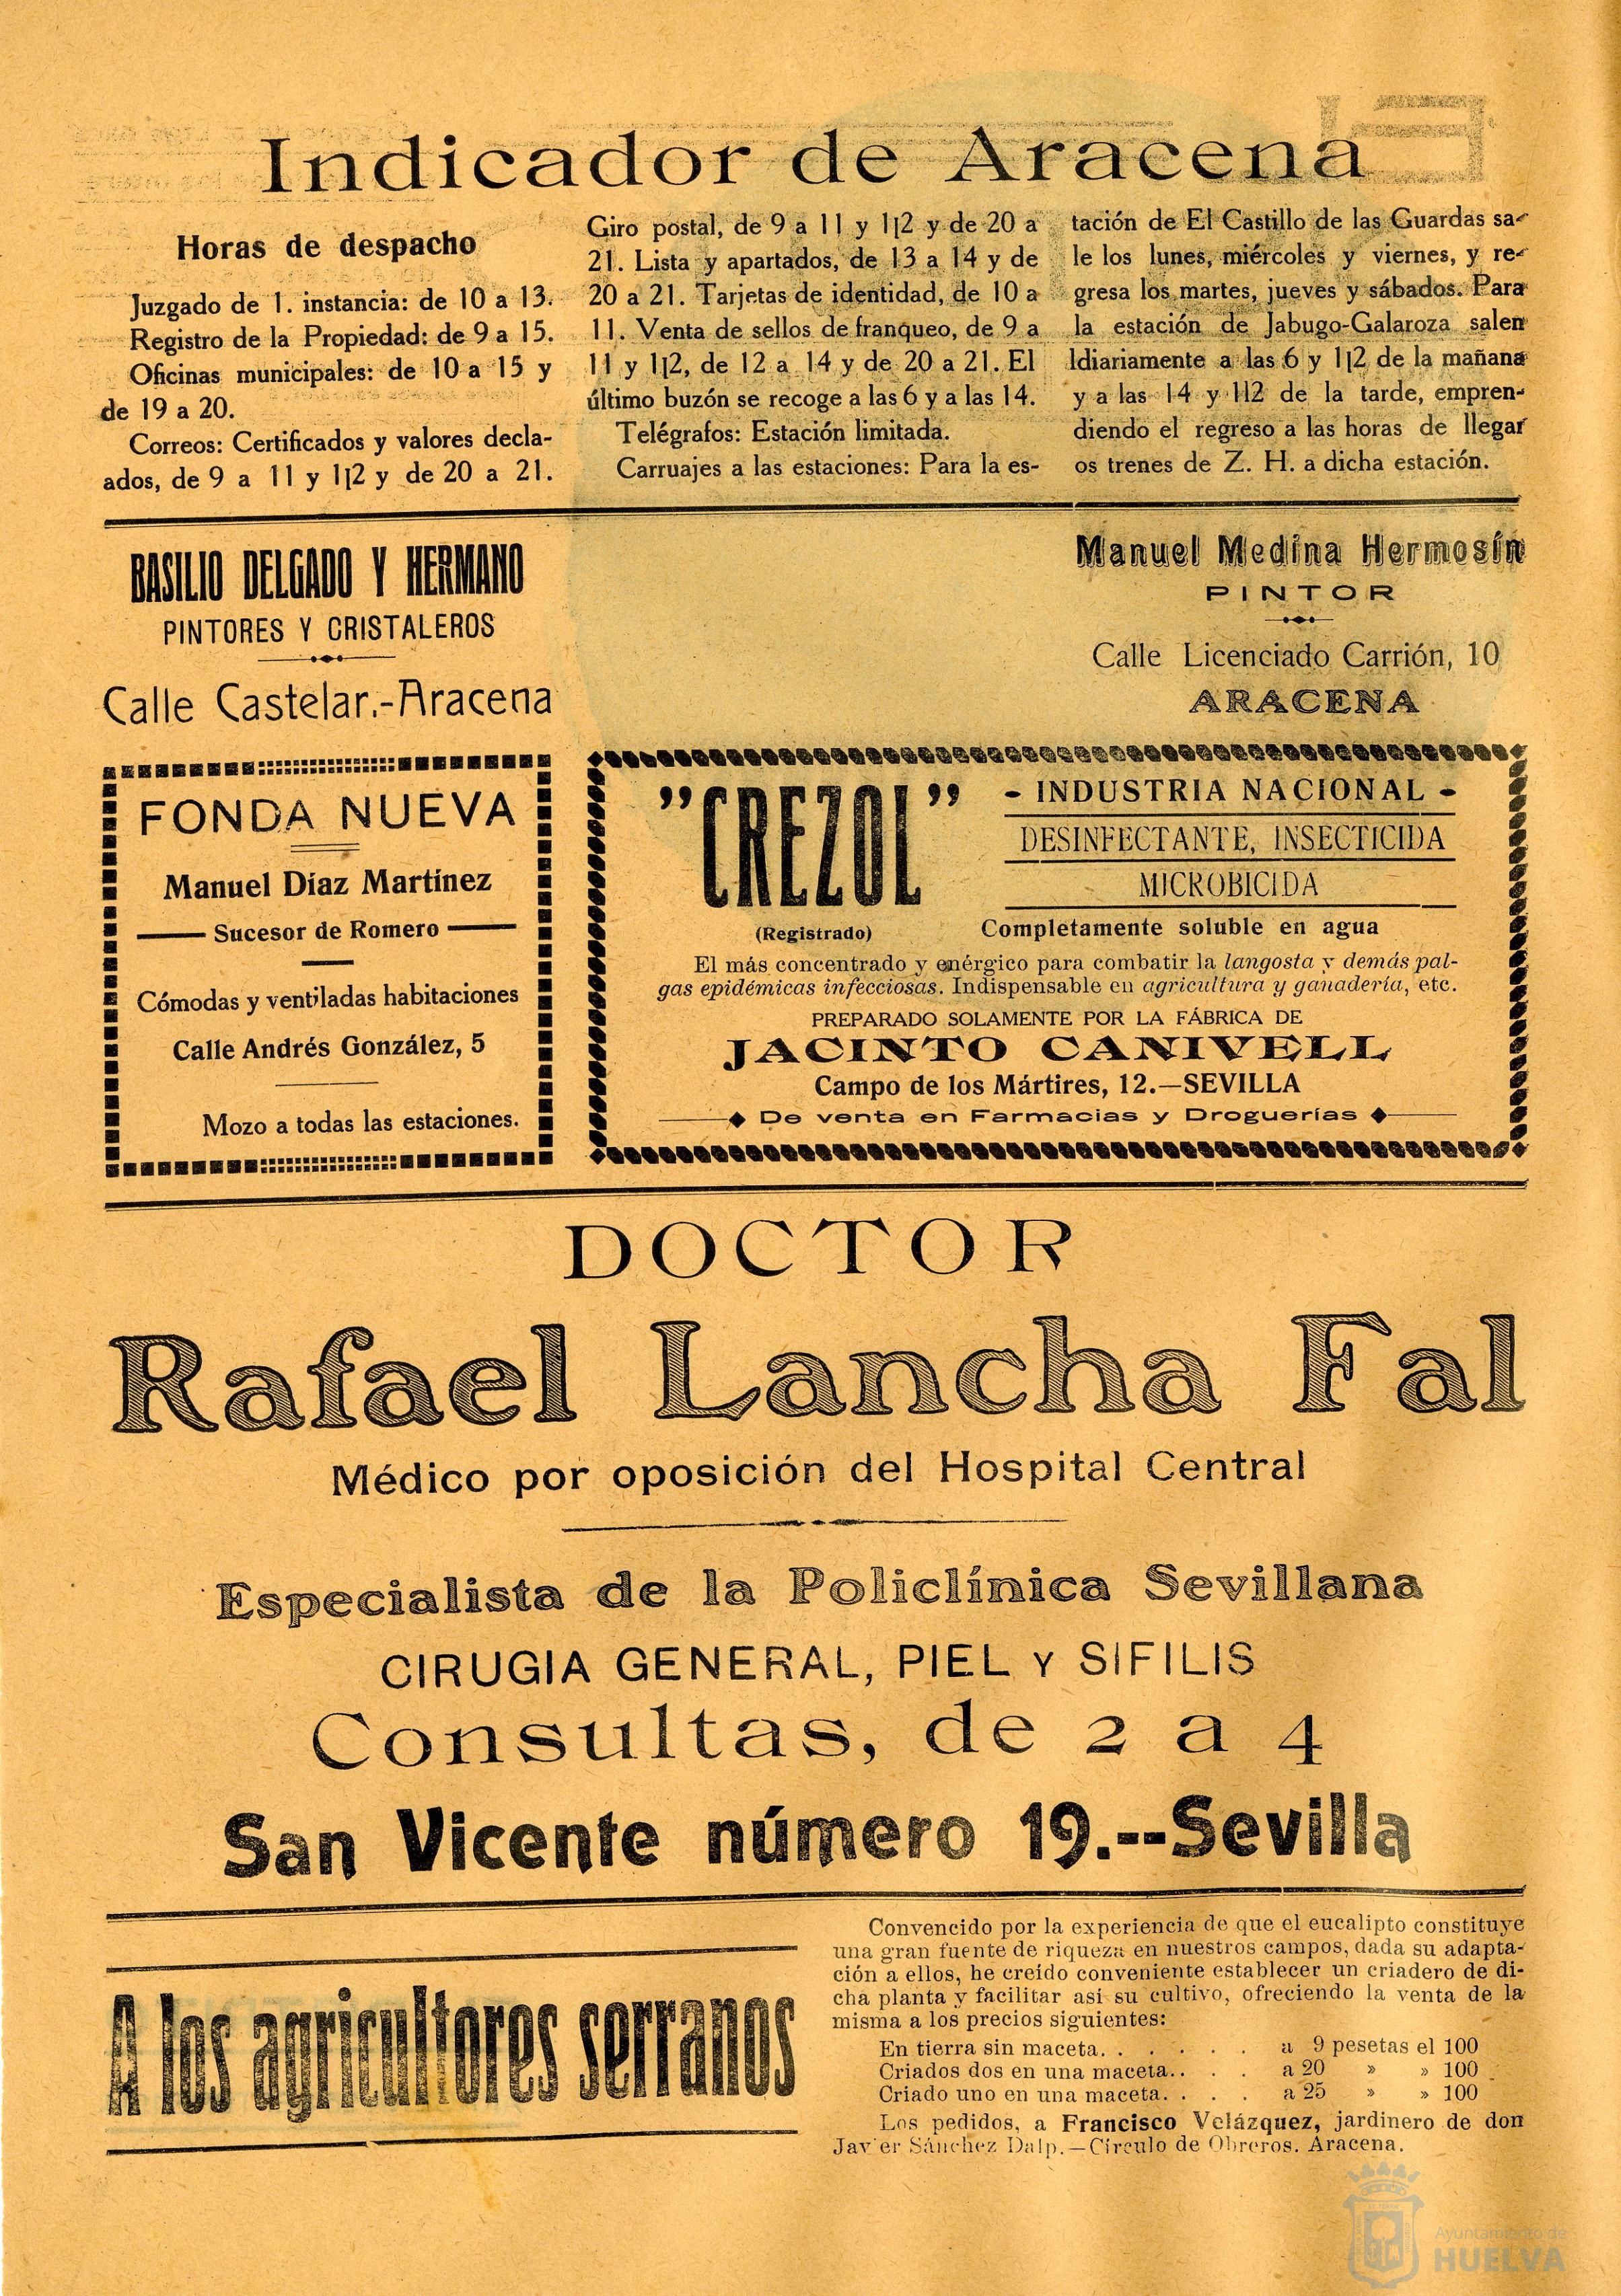 Indicador de Aracena
Horas de despacho
Juzgado de 1. instancia: de 10 a 13.
Registro de la Propiedad: de 9 a 15.
Oficinas municipales: de 10 a 15 y
de 19 a 20.
Correos: Certificados y valores decla-
ados, de 9 a 11 y 1|2 y de 20 a 21.
Giro postal, de 9 a 11 y 1|2 y de 20 a
21. Lista y apartados, de 13 a 14 y de
20 a 21. Tarjetas de identidad, de 10 a
11. Venta de sellos de franqueo, de 9 a
11 y 1|2, de 12 a 14 y de 20 a 21. El
último buzón se recoge a las 6 y a las 14.
Telégrafos: Estación limitada.
Carruajes a las estaciones: Para la es-
tación de El Castillo de las Guardas sa-
le los lunes, miércoles y viernes, y re-
gresa los martes, jueves y sábados. Para
la estación de Jabugo-Galaroza salen
ldiariamente a las 6 y 1|2 de la mañana
y a las 14 y 1|2 de la tarde, empren-
diendo el regreso a las horas de llegar
os trenes de Z. H. a dicha estación.
BASILIO DELGADO Y HERMANO
PINTORES Y CRISTALEROS
Calle Castelar.-Aracena
Manuel Medina Hermosín
PINTOR
Calle Licenciado Carrión, 10
ARACENA
FONDA NUEVA
Manuel Díaz Martínez
Sucesor de Romero
Cómodas y ventiladas habitaciones
Calle Andrés González, 5
Mozo a todas las estaciones.
"CREZOL"
(Registrado)
- INDUSTRIA NACIONAL -
DESINFECTANTE, INSECTICIDA
MICROBICIDA
Completamente soluble en agua
El más concentrado y enérgico para combatir la langosta y demás pal-
gas epidémicas infecciosas. Indispensable en agricultura y ganadería, etc.
PREPARADO SOLAMENTE POR LA FÁBRICA DE
JACINTO CANIVELL
Campo de los Mártires, 12.—SEVILLA
De venta en Farmacias y Droguerías
DOCTOR
Rafael Lancha Fal
Médico por oposición del Hospital Central
Especialista de la Policlínica Sevillana
CIRUGIA GENERAL, PIEL Y SIFILIS
Consultas, de 2 a 4
San Vicente número 19.--Sevilla
A los agricultores serranos
Convencido por la experiencia de que el eucalipto constituye
una gran fuente de riqueza en nuestros campos, dada su adapta-
ción a ellos, he creído conveniente establecer un criadero de di-
cha planta y facilitar así su cultivo, ofreciendo la venta de la
misma a los precios siguientes:
En tierra sin maceta. . . . . . . a 9 pesetas el 100
Criados dos en una maceta. . . . a 20 » » 100
Criado uno en una maceta. . . . a 25 » » 100
Los pedidos, a Francisco Velázquez, jardinero de don
Javier Sánchez Dalp.—Círculo de Obreros. Aracena.
Ayuntamiento de
HUELVA